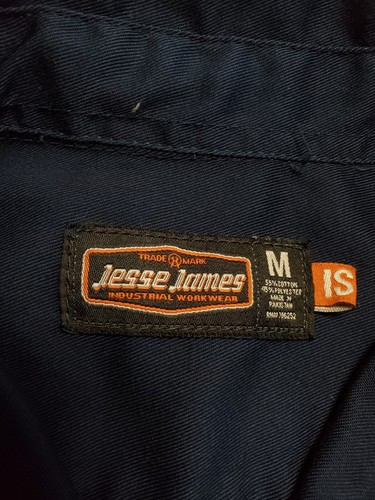 TRADE MARK
Jesse James
INDUSTRIAL WORKWEAR
M
55% COTTON
45% POLYESTER
MADE IN
PAKISTAN
IS